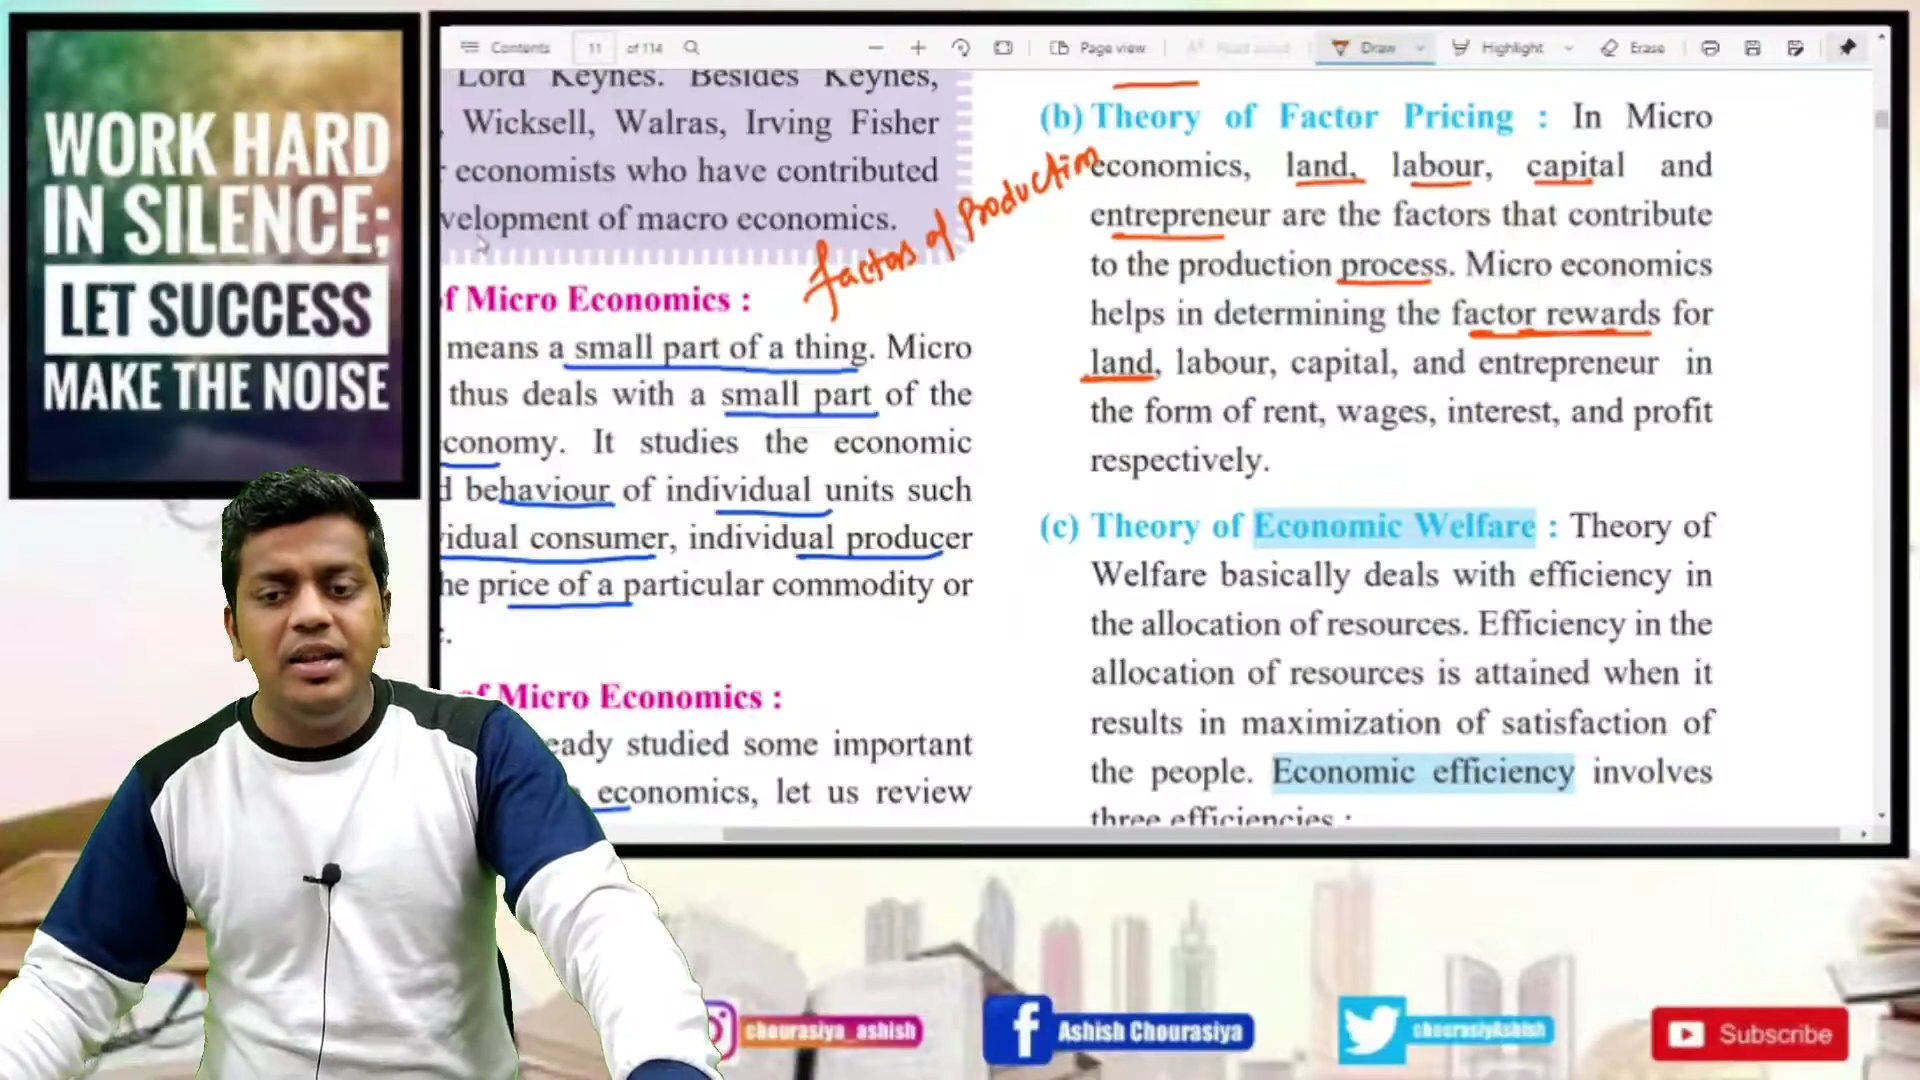 WORK HARD
IN SILENCE;
LET SUCCESS
MAKE THE NOISE
Contents 11 of 114 Page view Read aloud Draw Highlight Erase
Lord Keynes. Besides Keynes,
Wicksell, Walras, Irving Fisher
economists who have contributed
velopment of macro economics.
factors of Production
f Micro Economics :
means a small part of a thing. Micro
thus deals with a small part of the
economy. It studies the economic
behaviour of individual units such
vidual consumer, individual producer
he price of a particular commodity or
of Micro Economics :
eady studied some important
economics, let us review
(b) Theory of Factor Pricing : In Micro
economics, land, labour, capital and
entrepreneur are the factors that contribute
to the production process. Micro economics
helps in determining the factor rewards for
land, labour, capital, and entrepreneur in
the form of rent, wages, interest, and profit
respectively.
(c) Theory of Economic Welfare : Theory of
Welfare basically deals with efficiency in
the allocation of resources. Efficiency in the
allocation of resources is attained when it
results in maximization of satisfaction of
the people. Economic efficiency involves
three efficiencies :
chourasiya_ashish
Ashish Chourasiya
Subscribe